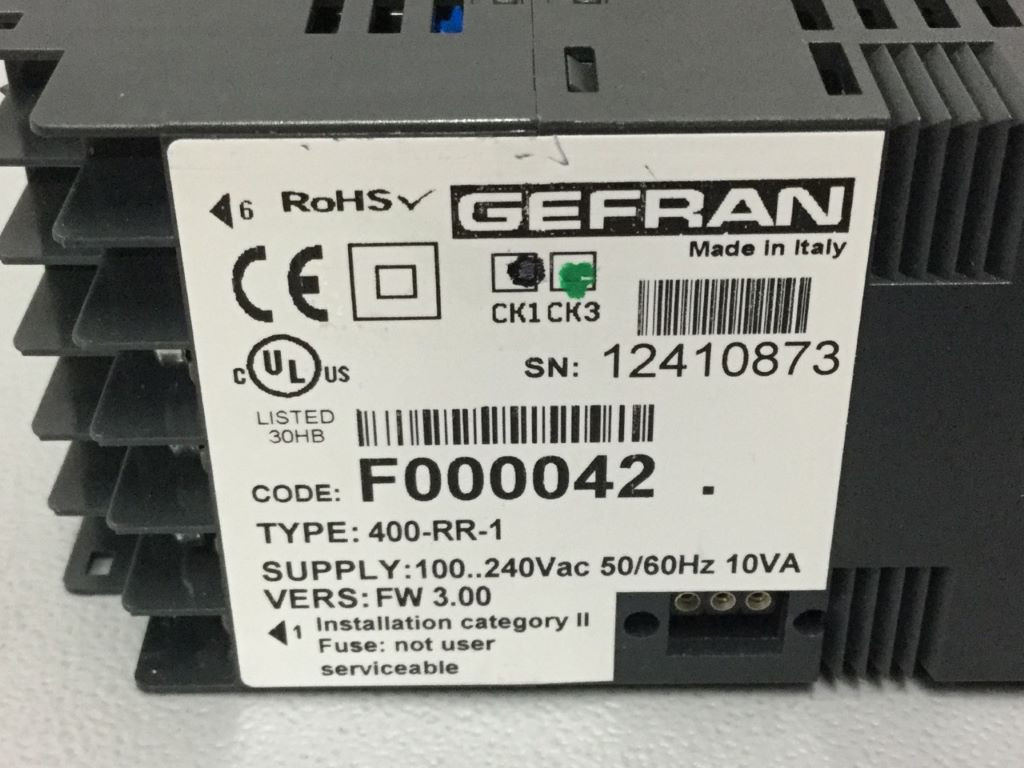 6 RoHS GEFRAN
Made in Italy
CE
CK1 CK3
C UL US
SN: 12410873
LISTED
30HB
CODE: F000042 .
TYPE: 400-RR-1
SUPPLY:100..240Vac 50/60Hz 10VA
VERS: FW 3.00
1 Installation category II
Fuse: not user
serviceable